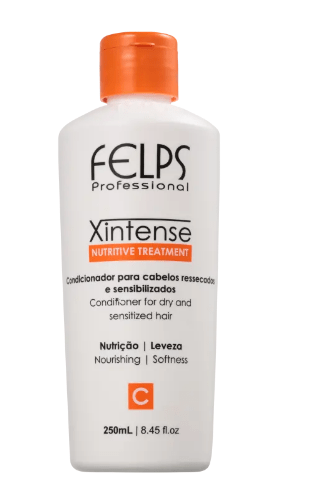 FELPS
Professional
Xintense
NUTRITIVE TREATMENT
Condicionador para cabelos ressecados
e sensibilizados
Conditioner for dry and
sensitized hair
Nutrição | Leveza
Nourishing | Softness
C
250mL | 8.45 fl.oz